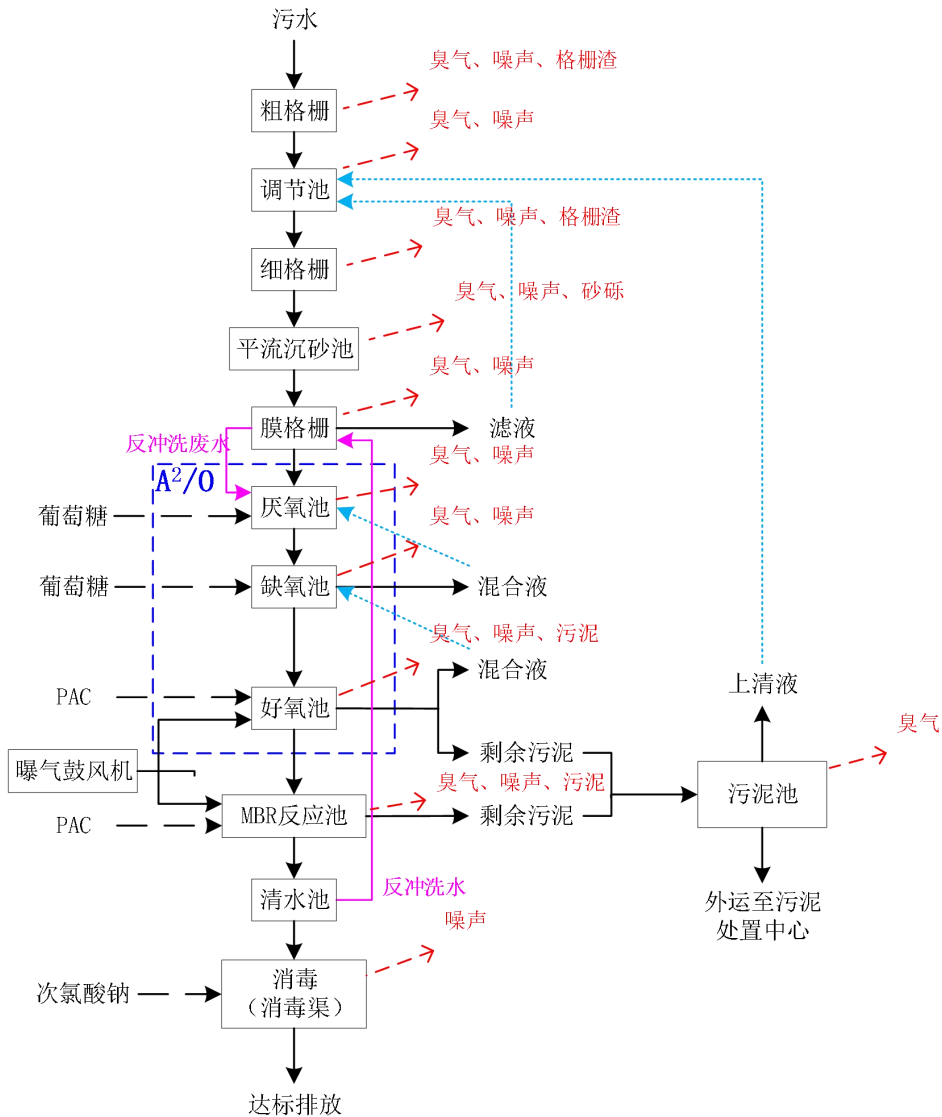 污水
臭气、噪声、格栅渣
粗格栅
臭气、噪声
调节池
臭气、噪声、格栅渣
细格栅
臭气、噪声、砂砾
平流沉砂池
臭气、噪声
膜格栅
滤液
反冲洗废水
臭气、噪声
A²/O
厌氧池
葡萄糖
臭气、噪声
缺氧池
葡萄糖
混合液
臭气、噪声、污泥
混合液
上清液
PAC
好氧池
臭气
剩余污泥
曝气鼓风机
臭气、噪声、污泥
污泥池
MBR反应池
剩余污泥
PAC
反冲洗水
清水池
外运至污泥
处置中心
噪声
消毒
(消毒渠)
次氯酸钠
达标排放